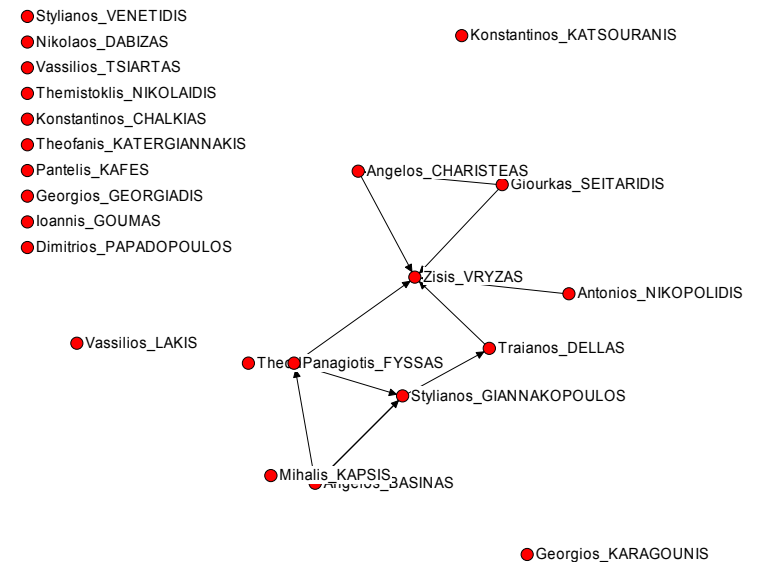 Stylianos_VENETIDIS
Nikolaos_DABIZAS
Vassilios_TSIARTAS
Themistoklis_NIKOLAIDIS
Konstantinos_CHALKIAS
Theofanis_KATERGIANNAKIS
Pantelis_KAFES
Georgios_GEORGIADIS
Ioannis_GOUMAS
Dimitrios_PAPADOPOULOS
Konstantinos_KATSOURANIS
Angelos_CHARISTEAS
Giourkas_SEITARIDIS
Zisis_VRYZAS
Antonios_NIKOPOLIDIS
Vassilios_LAKIS
Traianos_DELLAS
Panagiotis_FYSSAS
Stylianos_GIANNAKOPOULOS
Mihalis_KAPSIS
Angelos_BASINAS
Georgios_KARAGOUNIS